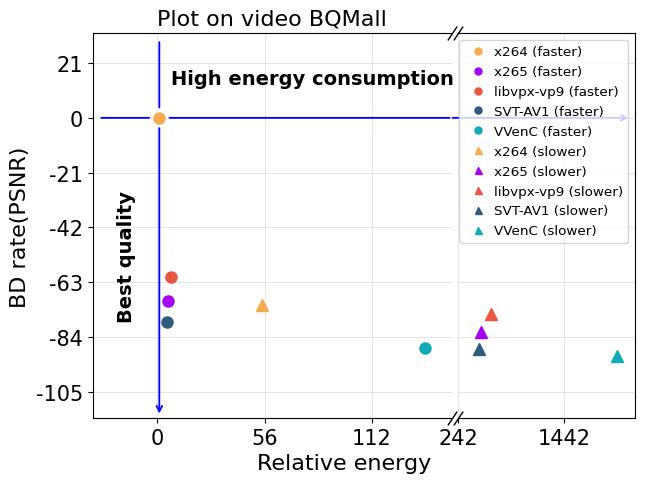 Plot on video BQMall
BD rate(PSNR)
21
0
-21
-42
-63
-84
-105
High energy consumption
Best quality
x264 (faster)
x265 (faster)
libvpx-vp9 (faster)
SVT-AV1 (faster)
VVenC (faster)
x264 (slower)
x265 (slower)
libvpx-vp9 (slower)
SVT-AV1 (slower)
VVenC (slower)
0 56 112 242 1442
Relative energy